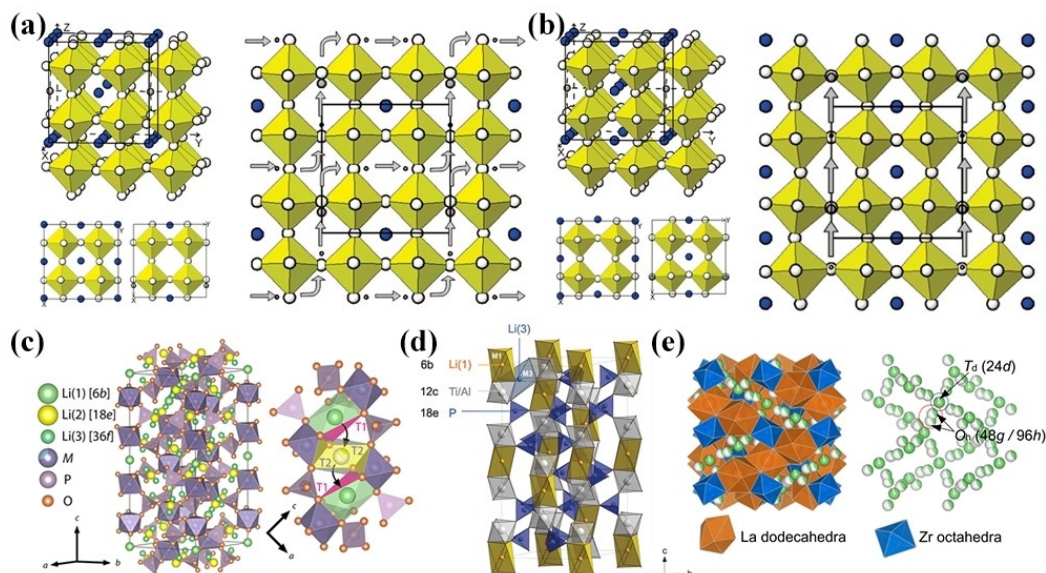 (a)
Z
Y
X
Y
X
Y
X
(b)
Z
Y
X
Y
X
Y
X
(c)
Li(1) [6b]
Li(2) [18e]
Li(3) [36f]
M
P
O
c
a
b
T1
T2
T2
T1
c
a
(d)
Li(3)
M1
M3
6b Li(1)
12c Ti/Al
18e P
c
b
(e)
Td (24d)
Oh (48g / 96h)
La dodecahedra
Zr octahedra